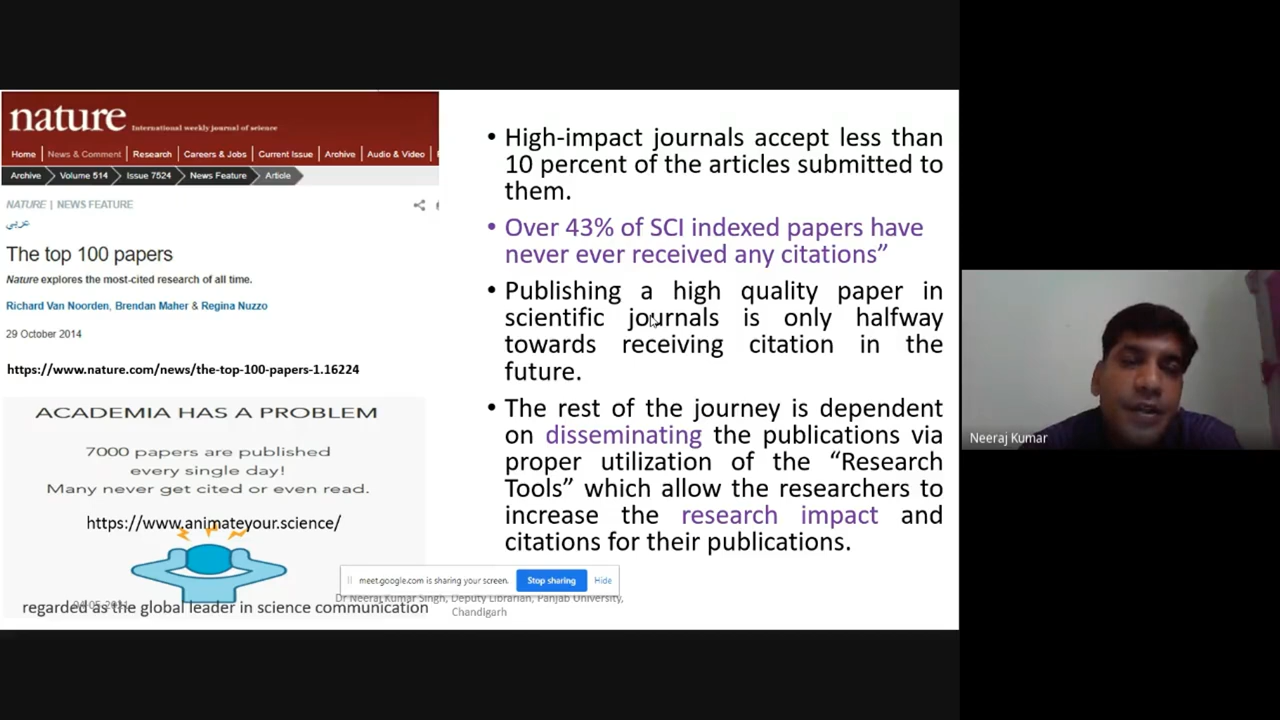 nature International weekly journal of science
Home News & Comment Research Careers & Jobs Current Issue Archive Audio & Video
Archive Volume 514 Issue 7524 News Feature Article
NATURE | NEWS FEATURE
عربي
The top 100 papers
Nature explores the most-cited research of all time.
Richard Van Noorden, Brendan Maher & Regina Nuzzo
29 October 2014
https://www.nature.com/news/the-top-100-papers-1.16224
ACADEMIA HAS A PROBLEM
7000 papers are published
every single day!
Many never get cited or even read.
https://www.animateyour.science/
regarded as the global leader in science communication
• High-impact journals accept less than
10 percent of the articles submitted to
them.
• Over 43% of SCI indexed papers have
never ever received any citations”
• Publishing a high quality paper in
scientific journals is only halfway
towards receiving citation in the
future.
• The rest of the journey is dependent
on disseminating the publications via
proper utilization of the “Research
Tools” which allow the researchers to
increase the research impact and
citations for their publications.
meet.google.com is sharing your screen. Stop sharing Hide
Dr Neeraj Kumar Singh, Deputy Librarian, Panjab University,
Chandigarh
Neeraj Kumar